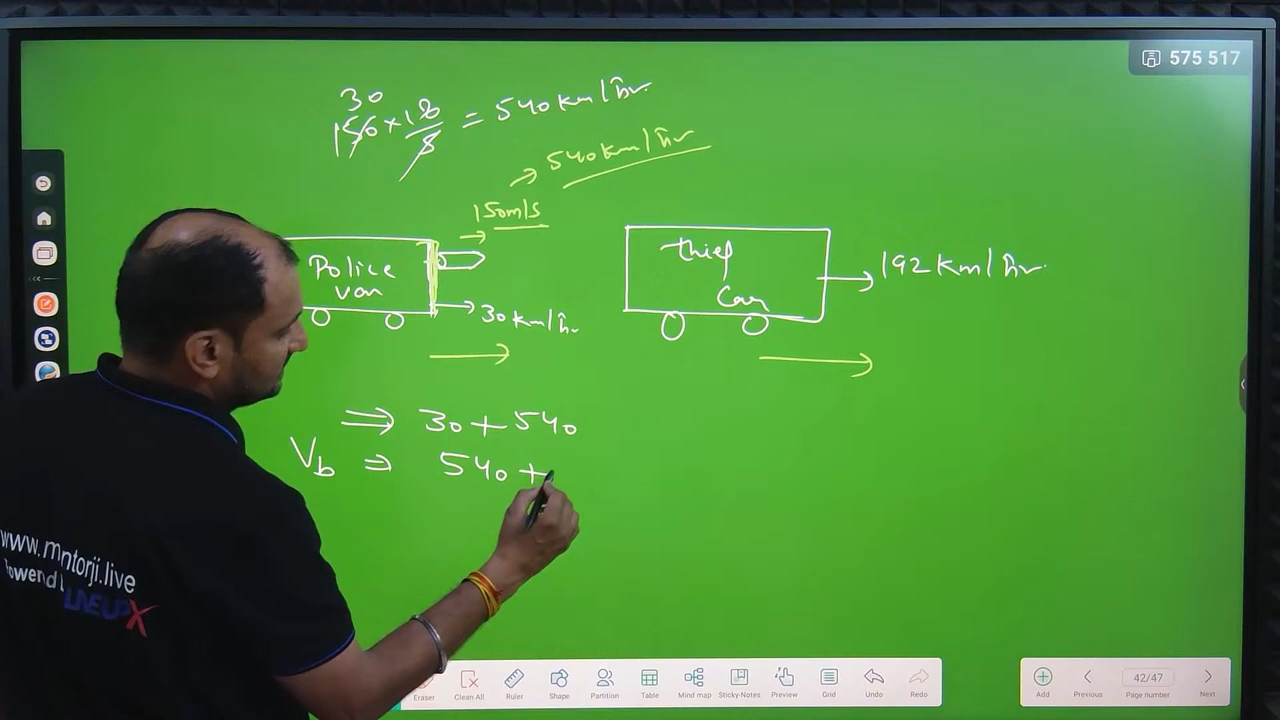 575 517
30
150 × 18/5 = 540 km/hr
→ 540 km/hr
150m/s
Police van
→ 30 km/hr
thief Car
→ 192 Km/hr
⇒ 30 + 540
Vb ⇒ 540 +
www.mntorji.live
LINEUPX
Eraser
Clean All
Ruler
Shape
Partition
Table
Mind map
Sticky-Notes
Preview
Grid
Undo
Redo
Add
Previous
42/47
Page number
Next